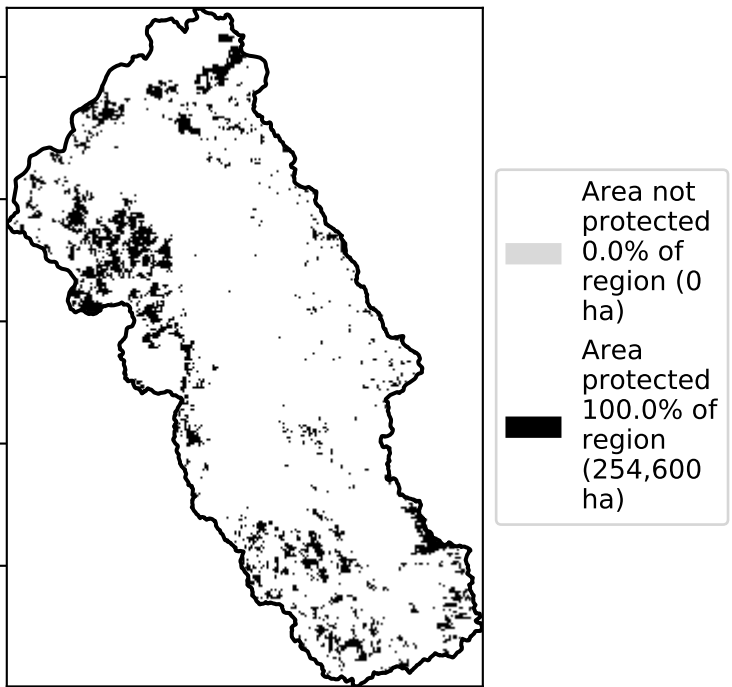 Area not
protected
0.0% of
region (0
ha)
Area
protected
100.0% of
region
(254,600
ha)